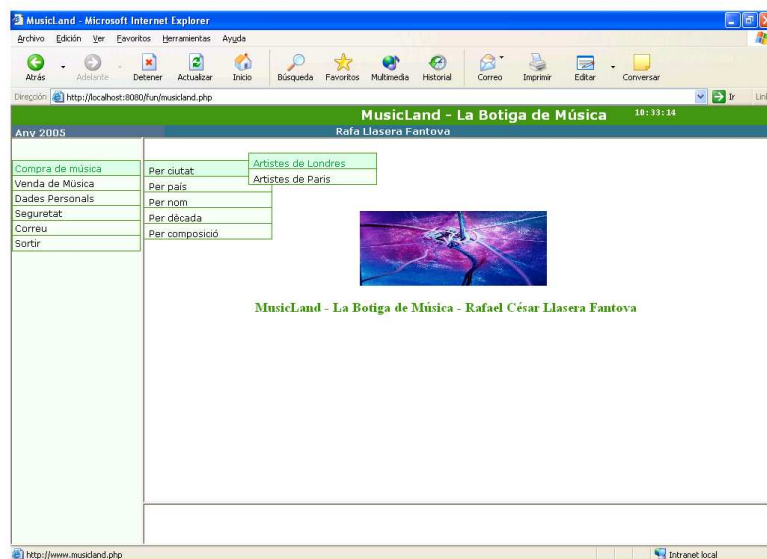 MusicLand - Microsoft Internet Explorer
Archivo Edición Ver Favoritos Herramientas Ayuda
Atrás Adelante Detener Actualizar Inicio Búsqueda Favoritos Multimedia Historial Correo Imprimir Editar Conversar
Dirección http://localhost:8080/fun/musicland.php Ir
MusicLand - La Botiga de Música 10:33:14
Any 2005 Rafa Llasera Fantova
Compra de música
Venda de Música
Dades Personals
Seguretat
Correu
Sortir
Per ciutat
Per país
Per nom
Per dècada
Per composició
Artistes de Londres
Artistes de Paris
MusicLand - La Botiga de Música - Rafael César Llasera Fantova
http://www.musicland.php Intranet local